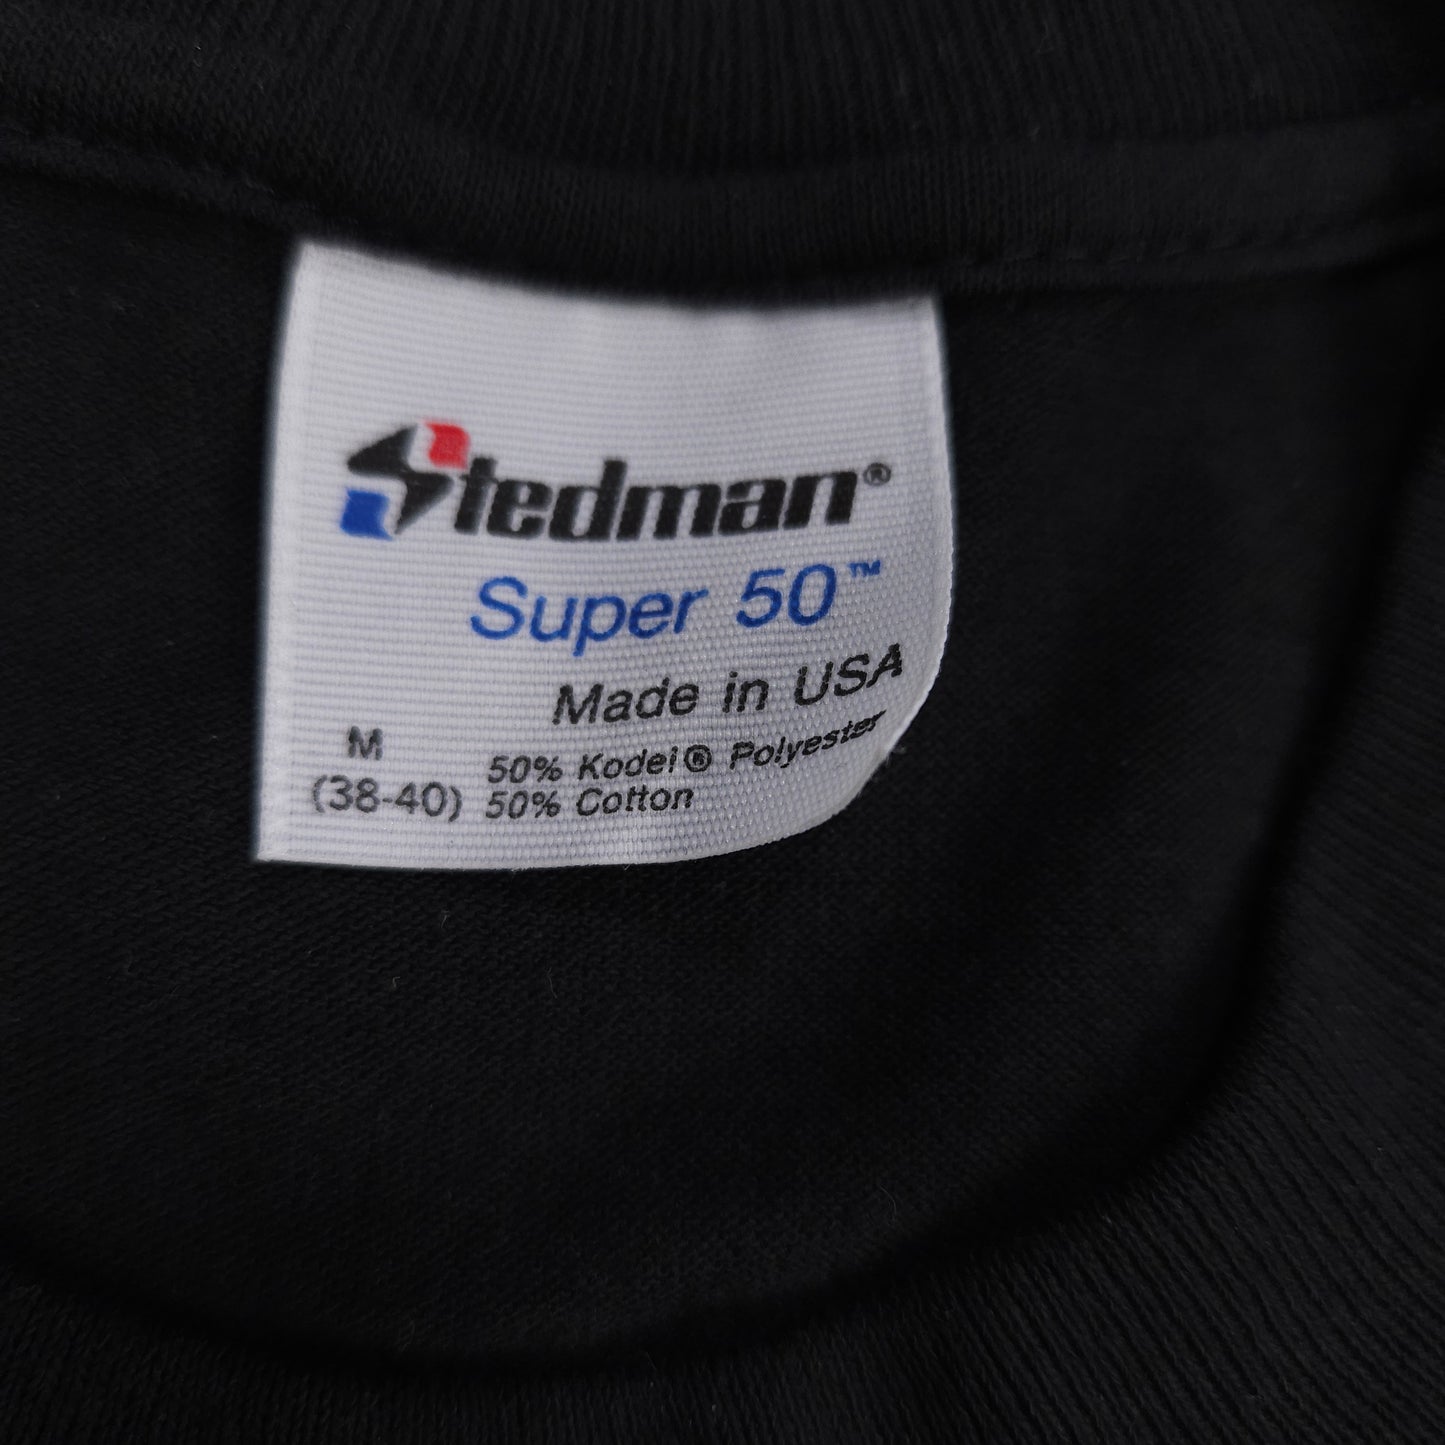 Stedman®
Super 50™
Made in USA
M
(38-40)
50% Kodel® Polyester
50% Cotton